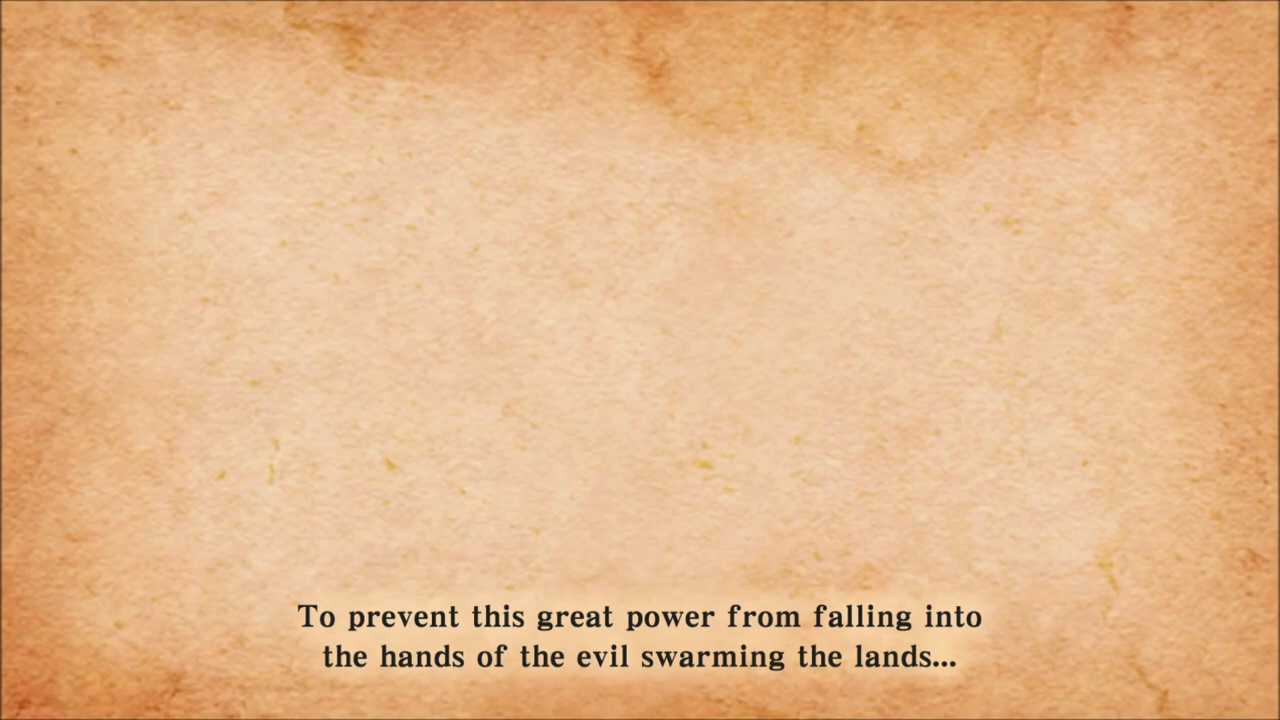 To prevent this great power from falling into
the hands of the evil swarming the lands...